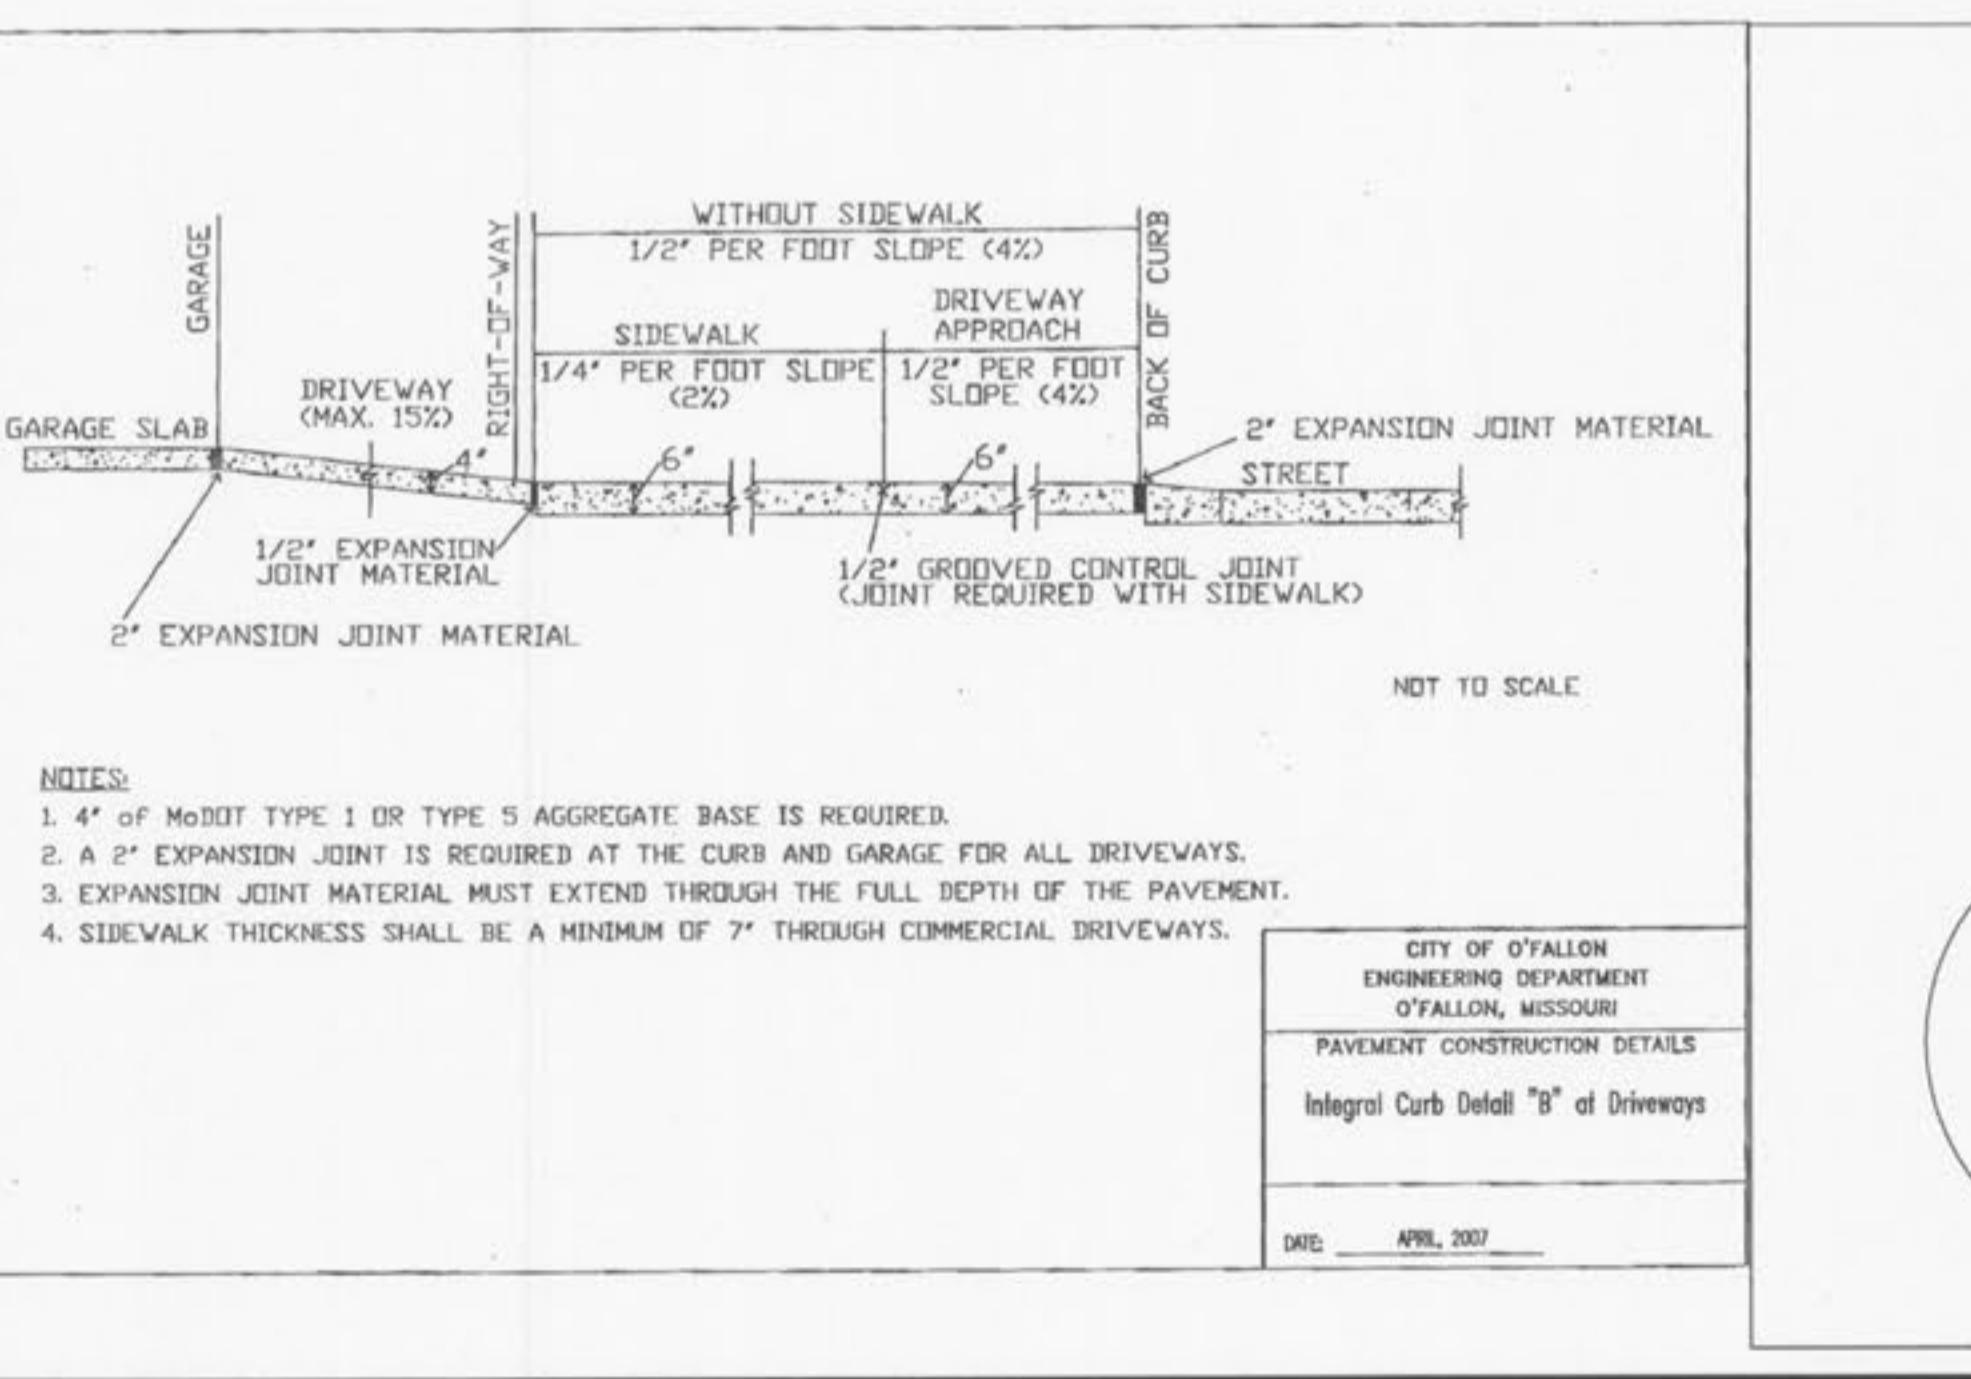 WITHOUT SIDEWALK
1/2" PER FOOT SLOPE (4%)
GARAGE
RIGHT-OF-WAY
BACK OF CURB
DRIVEWAY
APPROACH
SIDEWALK
1/4" PER FOOT SLOPE
(2%)
1/2" PER FOOT
SLOPE (4%)
DRIVEWAY
(MAX. 15%)
GARAGE SLAB
4"
6"
6"
2" EXPANSION JOINT MATERIAL
STREET
1/2" EXPANSION
JOINT MATERIAL
1/2" GROOVED CONTROL JOINT
(JOINT REQUIRED WITH SIDEWALK)
2" EXPANSION JOINT MATERIAL
NOT TO SCALE
NOTES:
1. 4" of MoDOT TYPE 1 OR TYPE 5 AGGREGATE BASE IS REQUIRED.
2. A 2" EXPANSION JOINT IS REQUIRED AT THE CURB AND GARAGE FOR ALL DRIVEWAYS.
3. EXPANSION JOINT MATERIAL MUST EXTEND THROUGH THE FULL DEPTH OF THE PAVEMENT.
4. SIDEWALK THICKNESS SHALL BE A MINIMUM OF 7" THROUGH COMMERCIAL DRIVEWAYS.
CITY OF O'FALLON
ENGINEERING DEPARTMENT
O'FALLON, MISSOURI
PAVEMENT CONSTRUCTION DETAILS
Integral Curb Detail "B" at Driveways
DATE: APRIL, 2007